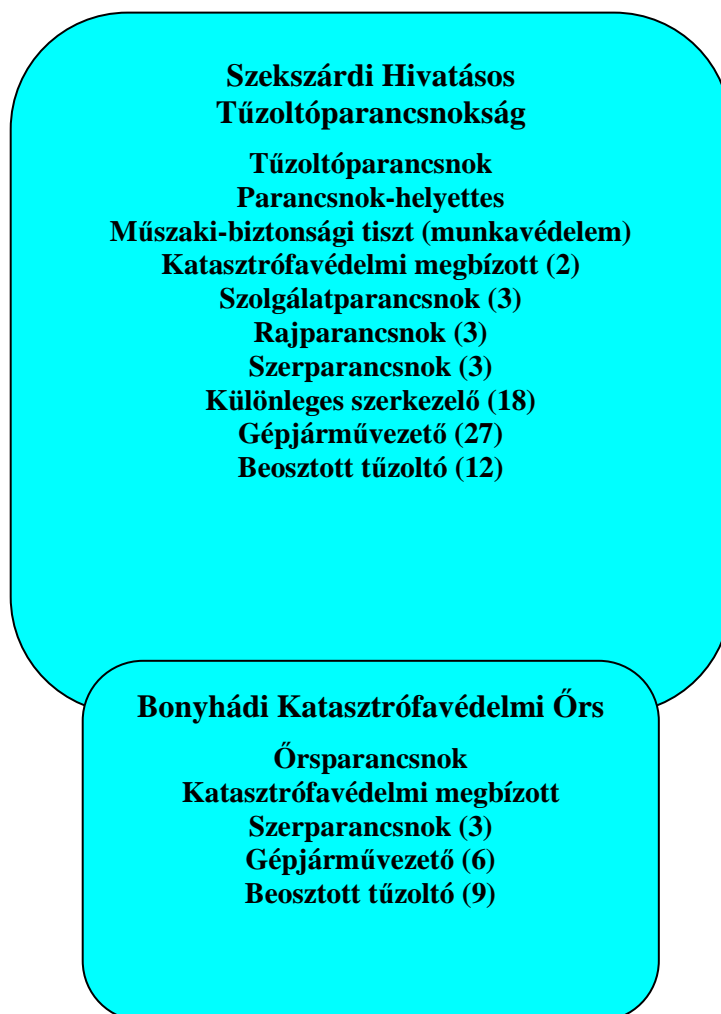 Szekszárdi Hivatásos
Tűzoltóparancsnokság
Tűzoltóparancsnok
Parancsnok-helyettes
Műszaki-biztonsági tiszt (munkavédelem)
Katasztrófavédelmi megbízott (2)
Szolgálatparancsnok (3)
Rajparancsnok (3)
Szerparancsnok (3)
Különleges szerkezelő (18)
Gépjárművezető (27)
Beosztott tűzoltó (12)
Bonyhádi Katasztrófavédelmi Őrs
Őrsparancsnok
Katasztrófavédelmi megbízott
Szerparancsnok (3)
Gépjárművezető (6)
Beosztott tűzoltó (9)